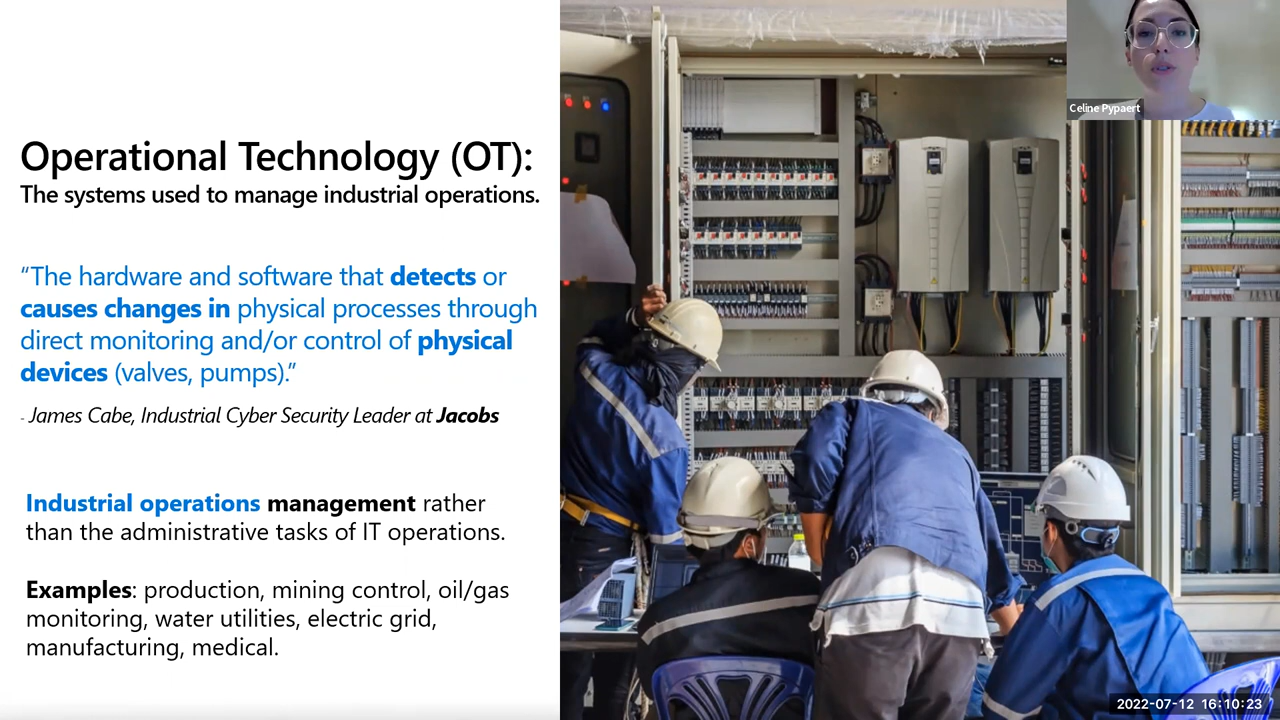 Operational Technology (OT):
The systems used to manage industrial operations.
“The hardware and software that detects or
causes changes in physical processes through
direct monitoring and/or control of physical
devices (valves, pumps).”
- James Cabe, Industrial Cyber Security Leader at Jacobs
Industrial operations management rather
than the administrative tasks of IT operations.
Examples: production, mining control, oil/gas
monitoring, water utilities, electric grid,
manufacturing, medical.
Celine Pypaert
2022-07-12 16:10:23